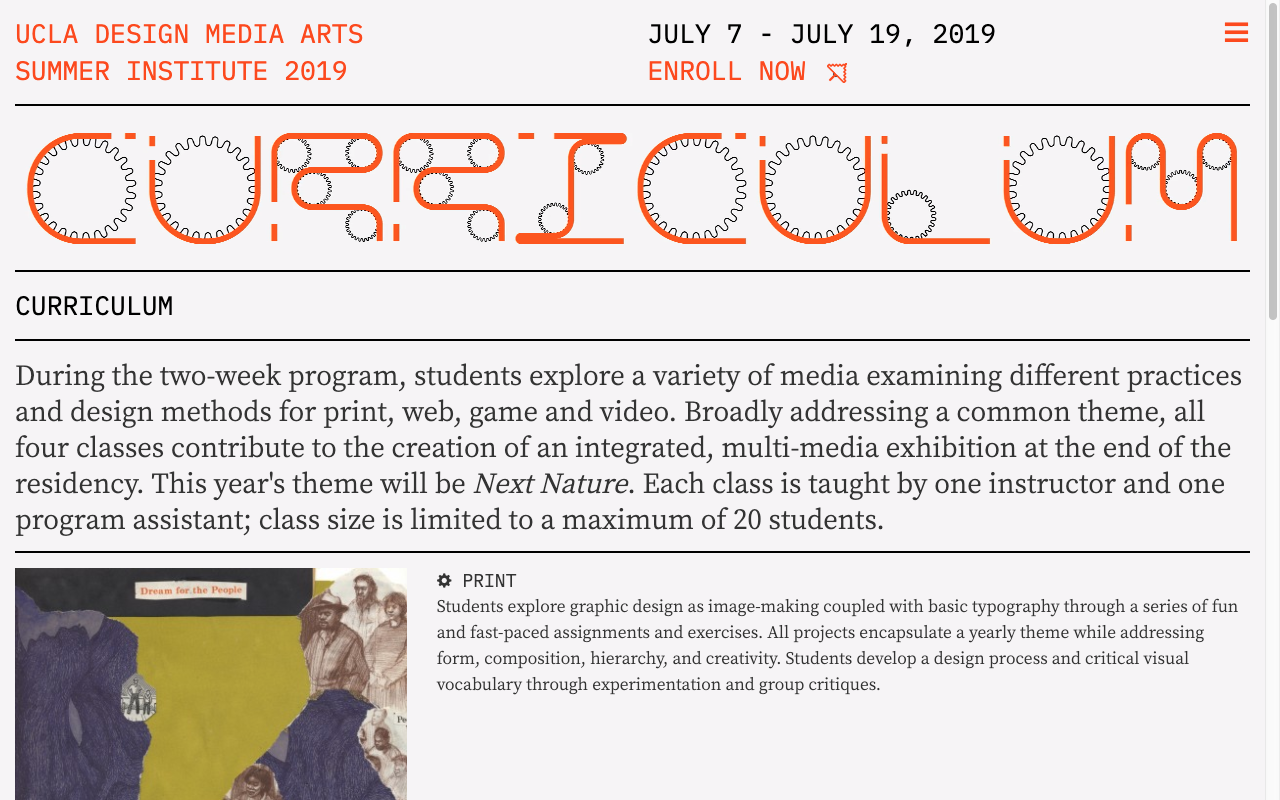 UCLA DESIGN MEDIA ARTS
SUMMER INSTITUTE 2019
JULY 7 - JULY 19, 2019
ENROLL NOW
CURRICULUM
CURRICULUM
During the two-week program, students explore a variety of media examining different practices
and design methods for print, web, game and video. Broadly addressing a common theme, all
four classes contribute to the creation of an integrated, multi-media exhibition at the end of the
residency. This year's theme will be Next Nature. Each class is taught by one instructor and one
program assistant; class size is limited to a maximum of 20 students.
Dream for the People
PRINT
Students explore graphic design as image-making coupled with basic typography through a series of fun
and fast-paced assignments and exercises. All projects encapsulate a yearly theme while addressing
form, composition, hierarchy, and creativity. Students develop a design process and critical visual
vocabulary through experimentation and group critiques.